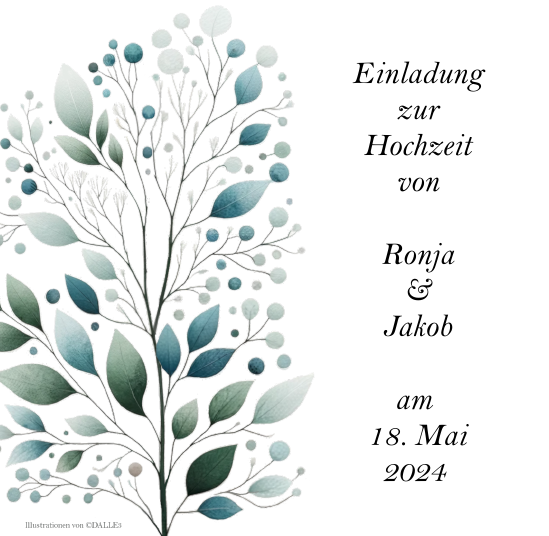 Einladung
zur
Hochzeit
von
Ronja
&
Jakob
am
18. Mai
2024
Illustrationen von ©DALLE3